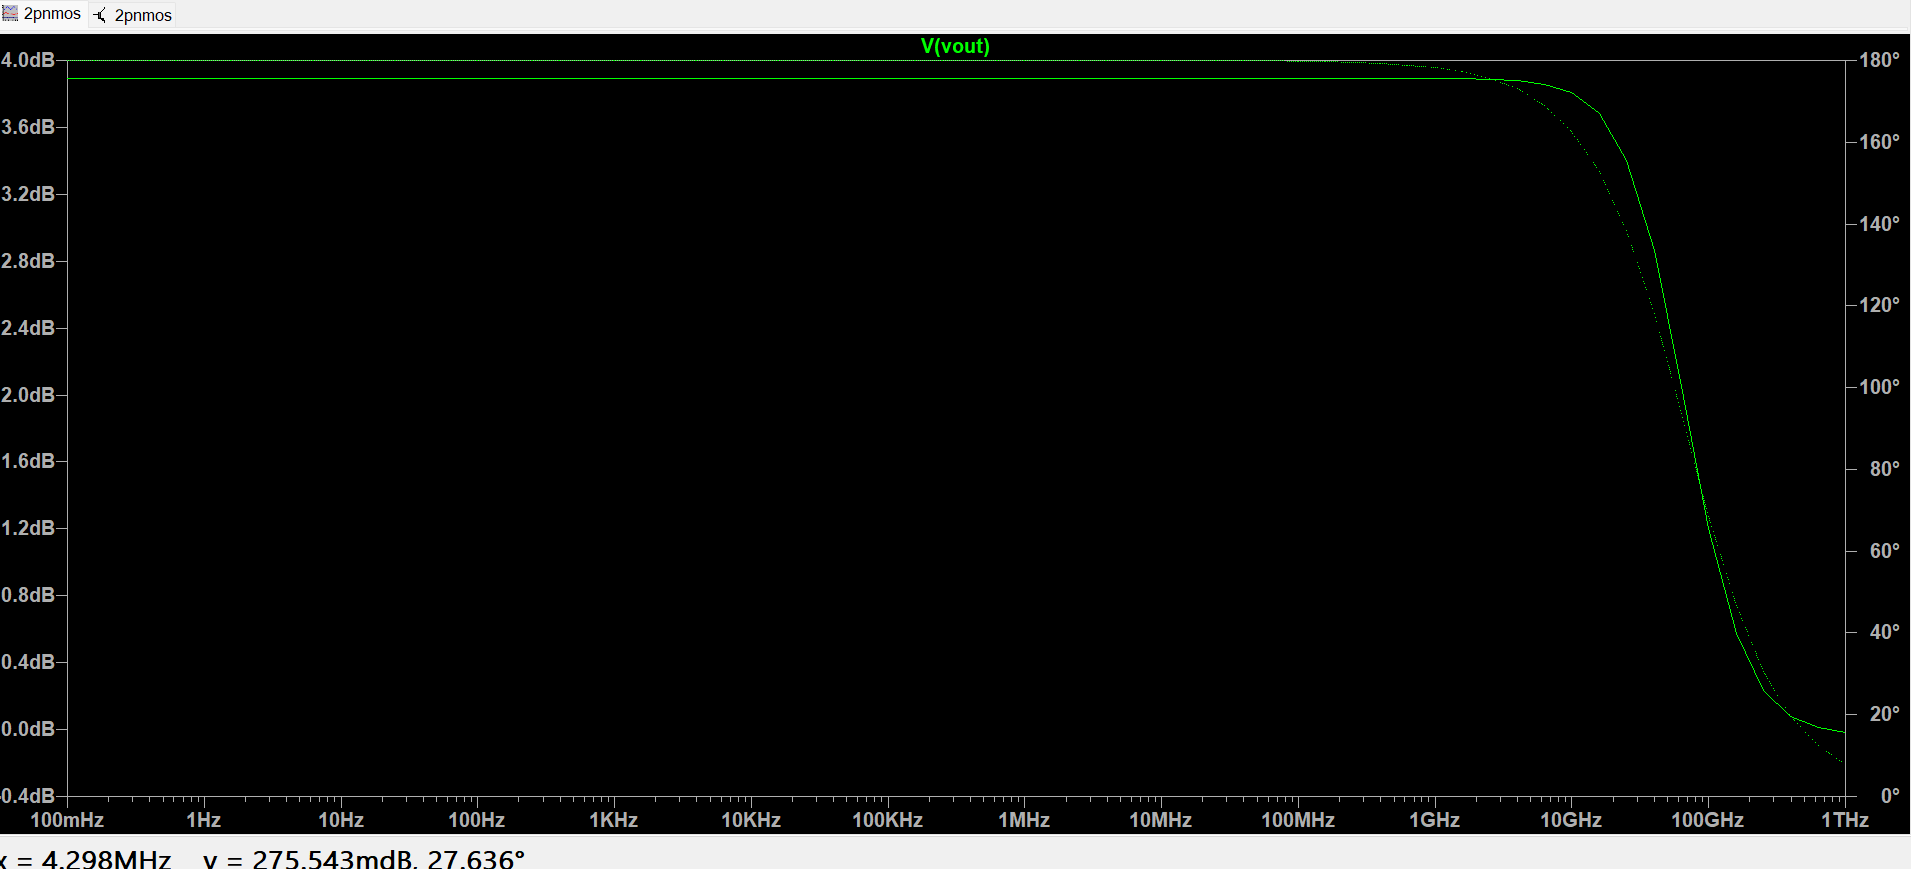 2pnmos 2pnmos
V(vout)
4.0dB 180°
3.6dB 160°
3.2dB 140°
2.8dB 120°
2.4dB 100°
2.0dB 80°
1.6dB 60°
1.2dB 40°
0.8dB 20°
0.4dB 0°
0.0dB
-0.4dB
100mHz 1Hz 10Hz 100Hz 1KHz 10KHz 100KHz 1MHz 10MHz 100MHz 1GHz 10GHz 100GHz 1THz
x = 4.298MHz y = 275.543mdB, 27.636°